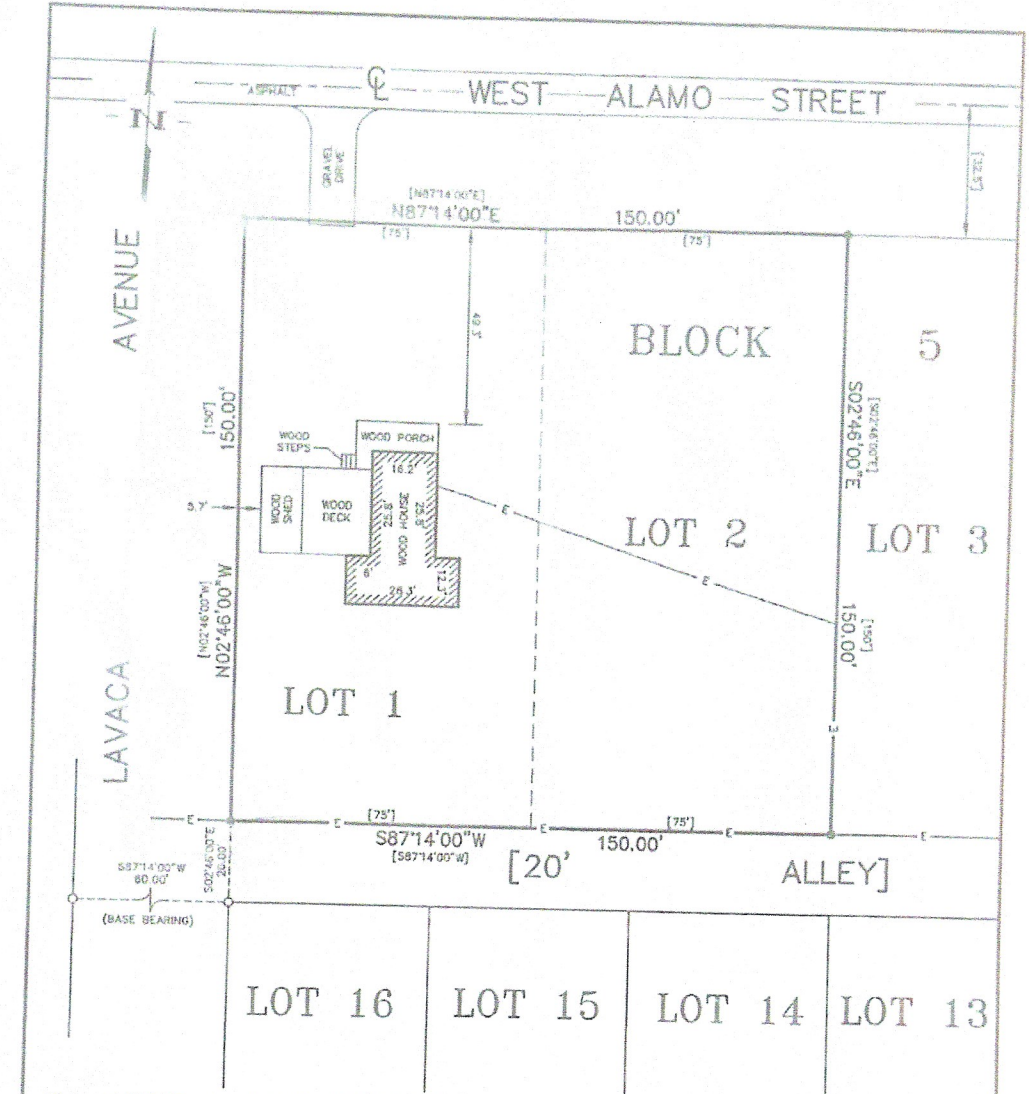 ASPHALT
℄
WEST ALAMO STREET
N
GRAVEL
DRIVE
[32.5']
[N87°14'00"E]
N87°14'00"E
150.00'
[75']
[75']
AVENUE
49.3'
BLOCK
5
[150']
150.00'
S02°46'00"E
[S02°46'00"E]
WOOD
STEPS
WOOD PORCH
16.2'
5.7'
WOOD
SHED
WOOD
DECK
25.8'
WOOD HOUSE
25.8'
E
LOT 2
LOT 3
E
6'
12.3'
26.3'
[N02°46'00"W]
N02°46'00"W
150.00'
[150']
LAVACA
LOT 1
E
[75']
[75']
E
E
E
E
E
S87°14'00"W
150.00'
[S87°14'00"W]
[20'
ALLEY]
S87°14'00"W
60.00'
(BASE BEARING)
S02°46'00"E
20.00'
LOT 16
LOT 15
LOT 14
LOT 13